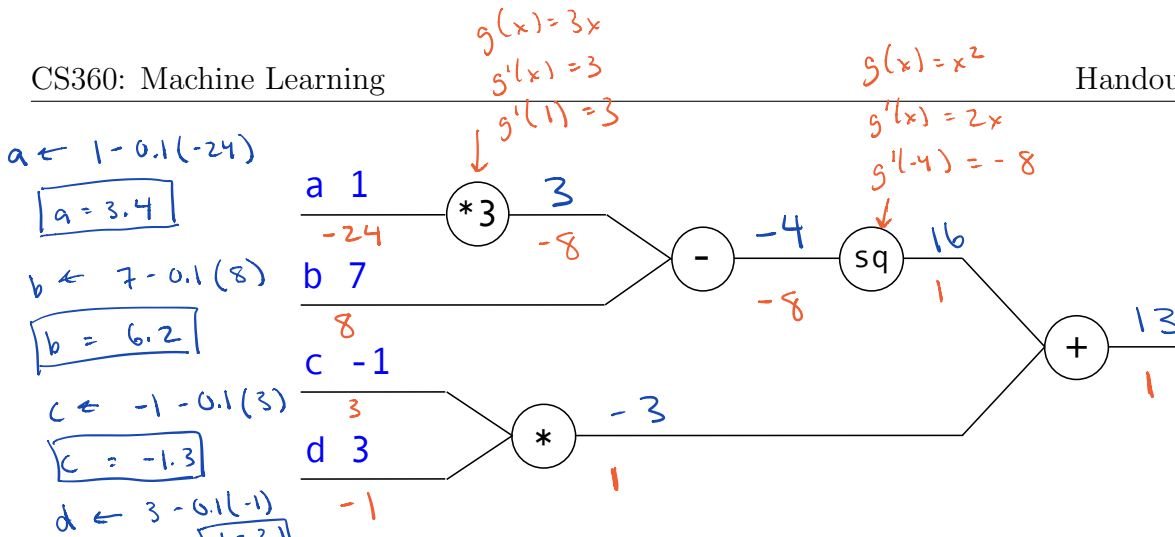 g(x) = 3x
g'(x) = 3
g'(1) = 3
g(x) = x²
g'(x) = 2x
g'(-4) = -8
CS360: Machine Learning
a ← 1 - 0.1(-24)
a = 3.4
b ← 7 - 0.1(8)
b = 6.2
c ← -1 - 0.1(3)
c = -1.3
d ← 3 - 0.1(-1)
a 1
-24
*3
3
-8
b 7
8
-
-4
-8
sq
16
1
c -1
3
d 3
-1
*
-3
1
+
13
1